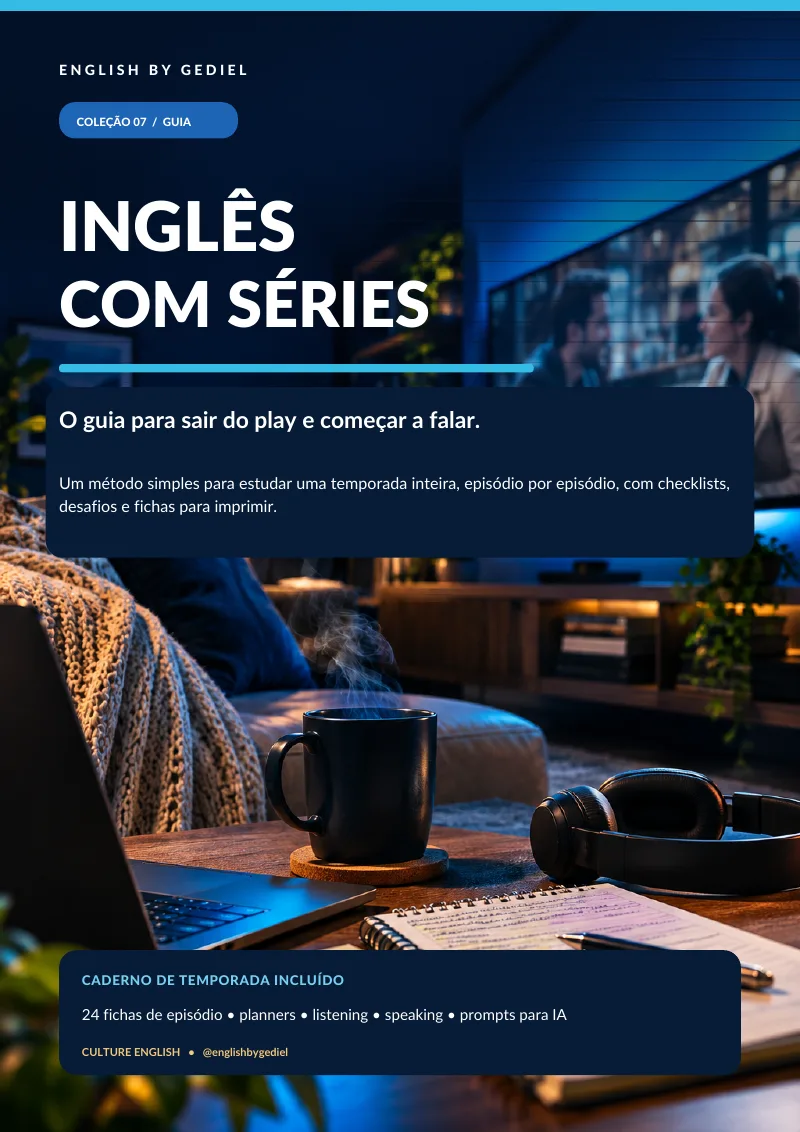 ENGLISH BY GEDIEL
COLEÇÃO 07 / GUIA
INGLÊS
COM SÉRIES
O guia para sair do play e começar a falar.
Um método simples para estudar uma temporada inteira, episódio por episódio, com checklists,
desafios e fichas para imprimir.
CADERNO DE TEMPORADA INCLUÍDO
24 fichas de episódio • planners • listening • speaking • prompts para IA
CULTURE ENGLISH • @englishbygediel